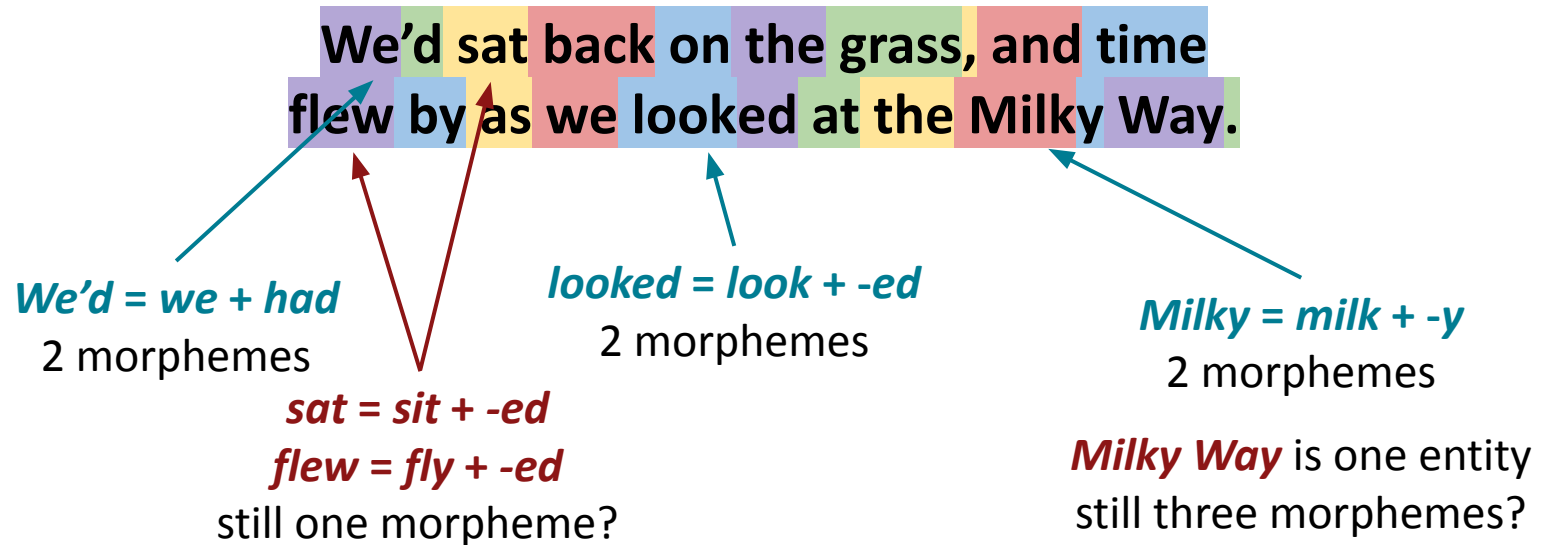 We’d sat back on the grass, and time
flew by as we looked at the Milky Way.
We’d = we + had
2 morphemes
sat = sit + -ed
flew = fly + -ed
still one morpheme?
looked = look + -ed
2 morphemes
Milky = milk + -y
2 morphemes
Milky Way is one entity
still three morphemes?